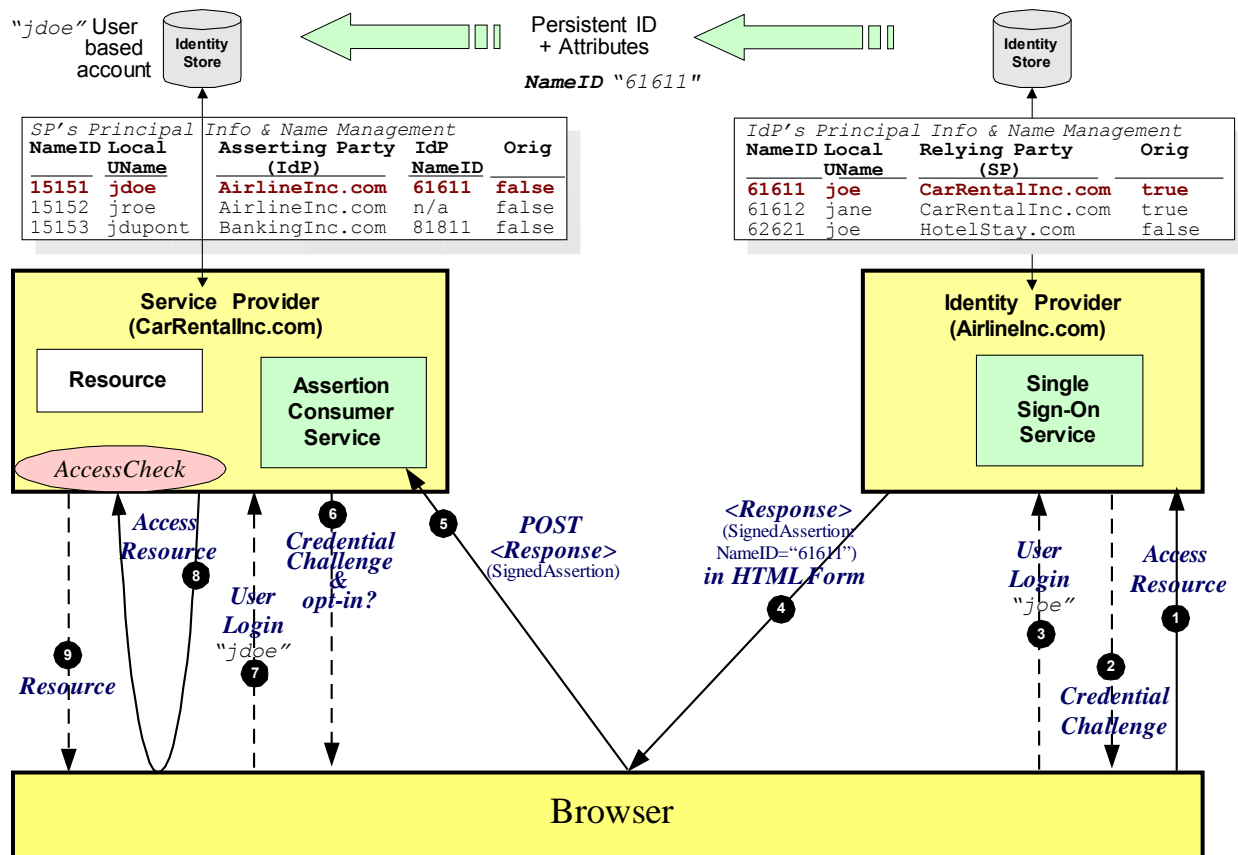 "jdoe" User
based
account
Identity
Store
Persistent ID
+ Attributes
NameID "61611"
Identity
Store
SP's Principal Info & Name Management
NameID Local Asserting Party IdP Orig
UName (IdP) NameID
15151 jdoe AirlineInc.com 61611 false
15152 jroe AirlineInc.com n/a false
15153 jdupont BankingInc.com 81811 false
IdP's Principal Info & Name Management
NameID Local Relying Party Orig
UName (SP)
61611 joe CarRentalInc.com true
61612 jane CarRentalInc.com true
62621 joe HotelStay.com false
Service Provider
(CarRentalInc.com)
Resource
Assertion
Consumer
Service
AccessCheck
Identity Provider
(AirlineInc.com)
Single
Sign-On
Service
9
Resource
Access
Resource
8
User
Login
"jdoe"
7
6
Credential
Challenge
&
opt-in?
5
POST
<Response>
(SignedAssertion)
<Response>
(SignedAssertion:
NameID="61611")
in HTML Form
4
User
Login
"joe"
3
2
Credential
Challenge
Access
Resource
1
Browser